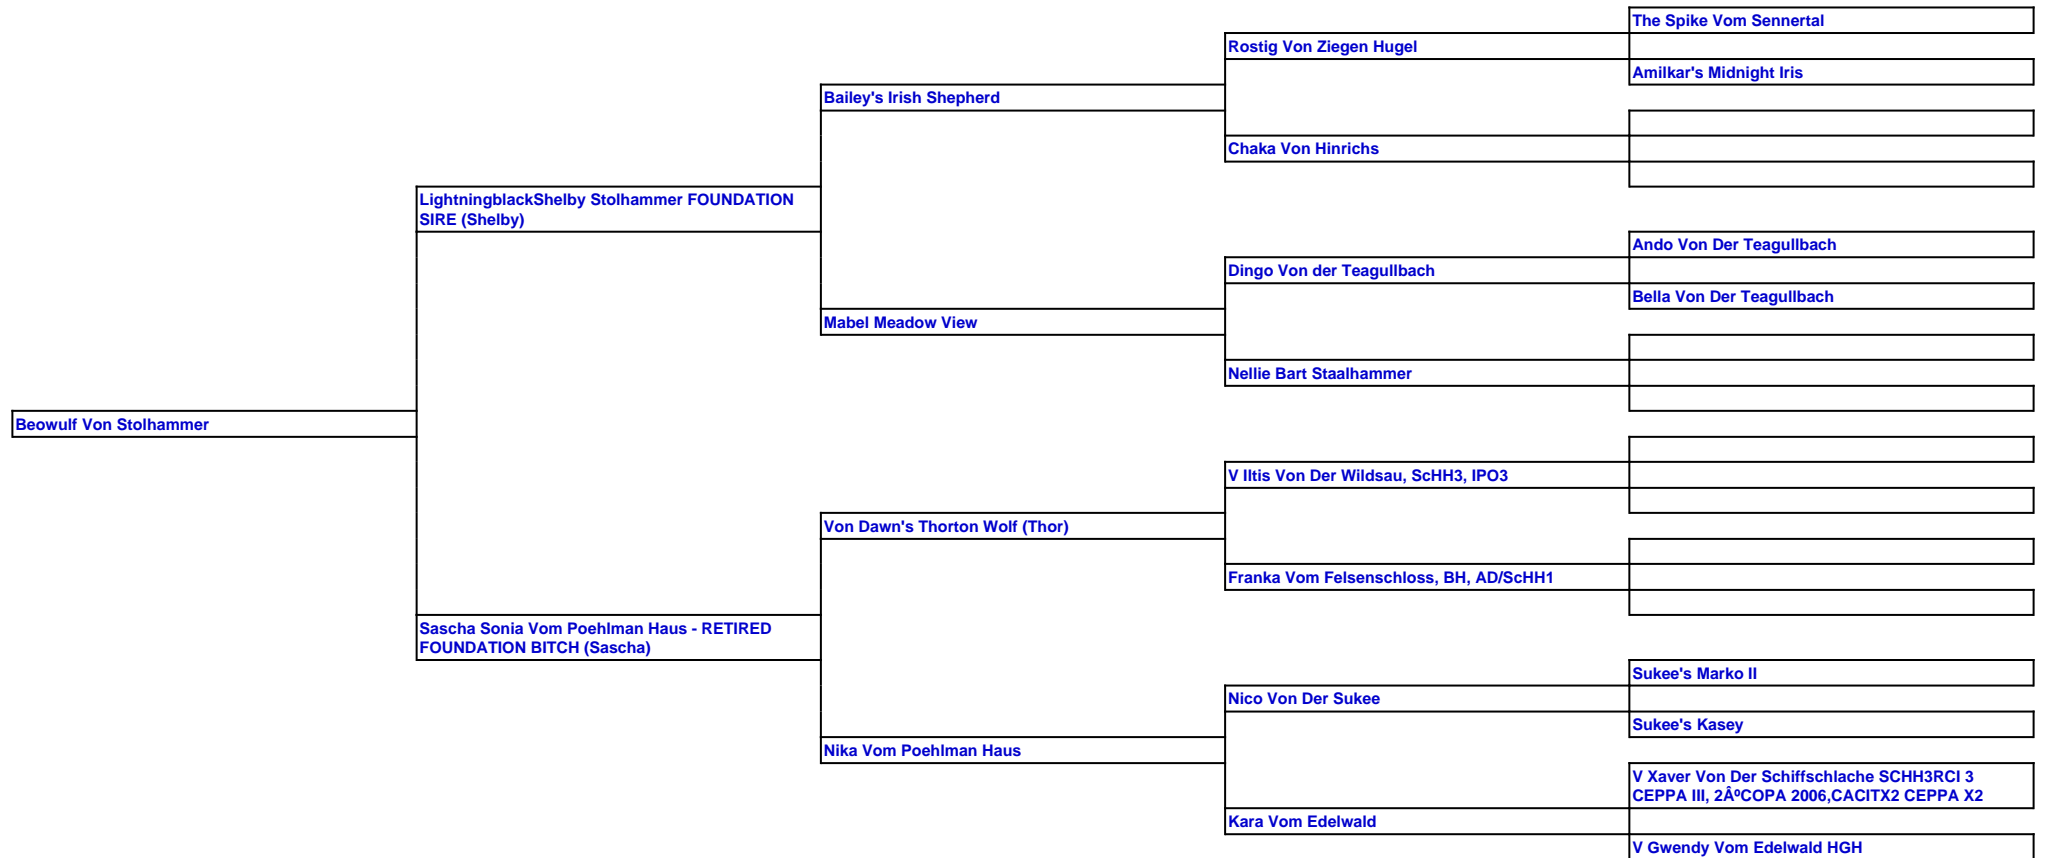 The Spike Vom Sennertal
Rostig Von Ziegen Hugel
Amilkar's Midnight Iris
Bailey's Irish Shepherd
Chaka Von Hinrichs
LightningblackShelby Stolhammer FOUNDATION
SIRE (Shelby)
Ando Von Der Teagullbach
Dingo Von der Teagullbach
Bella Von Der Teagullbach
Mabel Meadow View
Nellie Bart Staalhammer
Beowulf Von Stolhammer
V Iltis Von Der Wildsau, ScHH3, IPO3
Von Dawn's Thorton Wolf (Thor)
Franka Vom Felsenschloss, BH, AD/ScHH1
Sascha Sonia Vom Poehlman Haus - RETIRED
FOUNDATION BITCH (Sascha)
Sukee's Marko II
Nico Von Der Sukee
Sukee's Kasey
Nika Vom Poehlman Haus
V Xaver Von Der Schiffschlache SCHH3RCI 3
CEPPA III, 2ÂºCOPA 2006,CACITX2 CEPPA X2
Kara Vom Edelwald
V Gwendy Vom Edelwald HGH